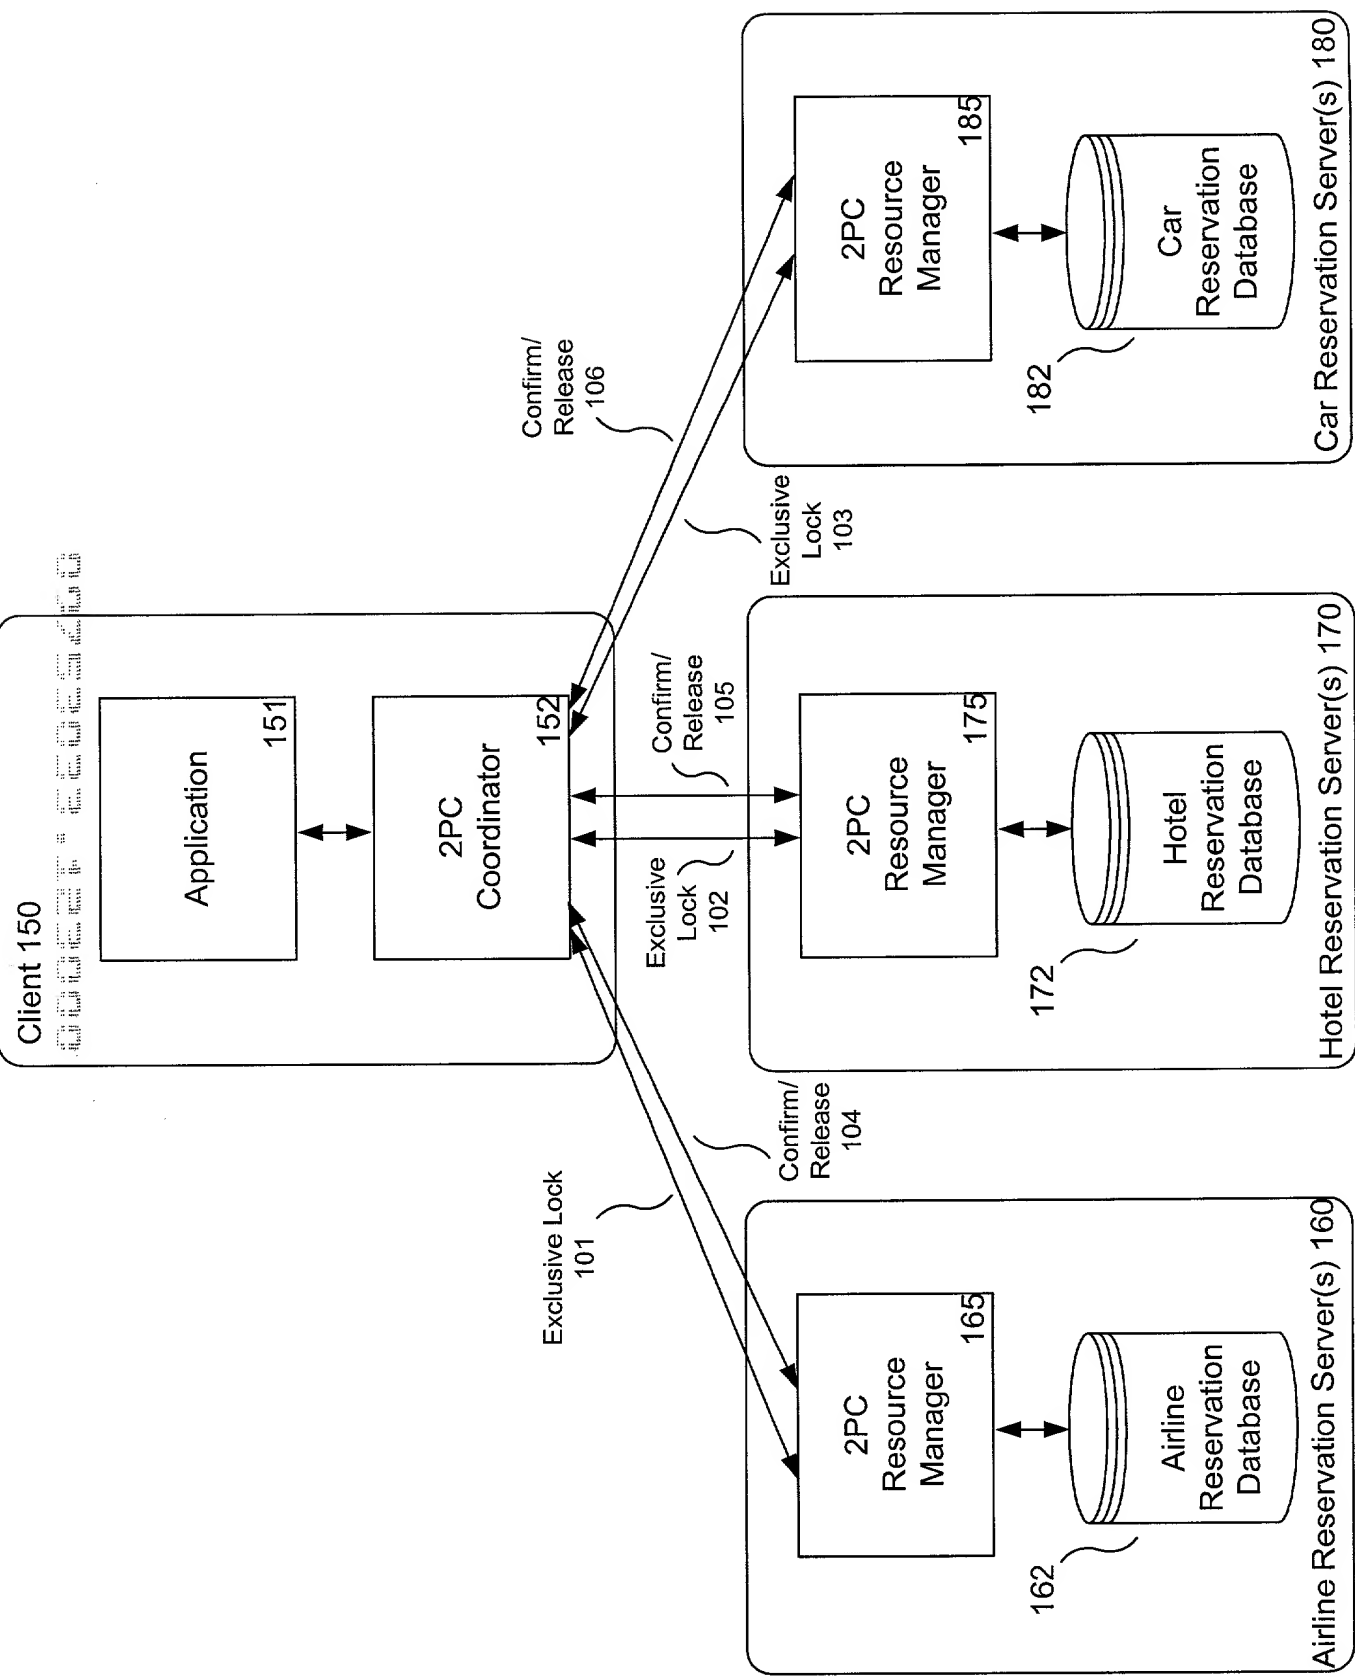 Client 150
Application
151
2PC
Coordinator
152
Exclusive Lock
101
Confirm/
Release
104
Exclusive
Lock
102
Confirm/
Release
105
Exclusive
Lock
103
Confirm/
Release
106
2PC
Resource
Manager
165
162
Airline
Reservation
Database
Airline Reservation Server(s) 160
2PC
Resource
Manager
175
172
Hotel
Reservation
Database
Hotel Reservation Server(s) 170
2PC
Resource
Manager
185
182
Car
Reservation
Database
Car Reservation Server(s) 180